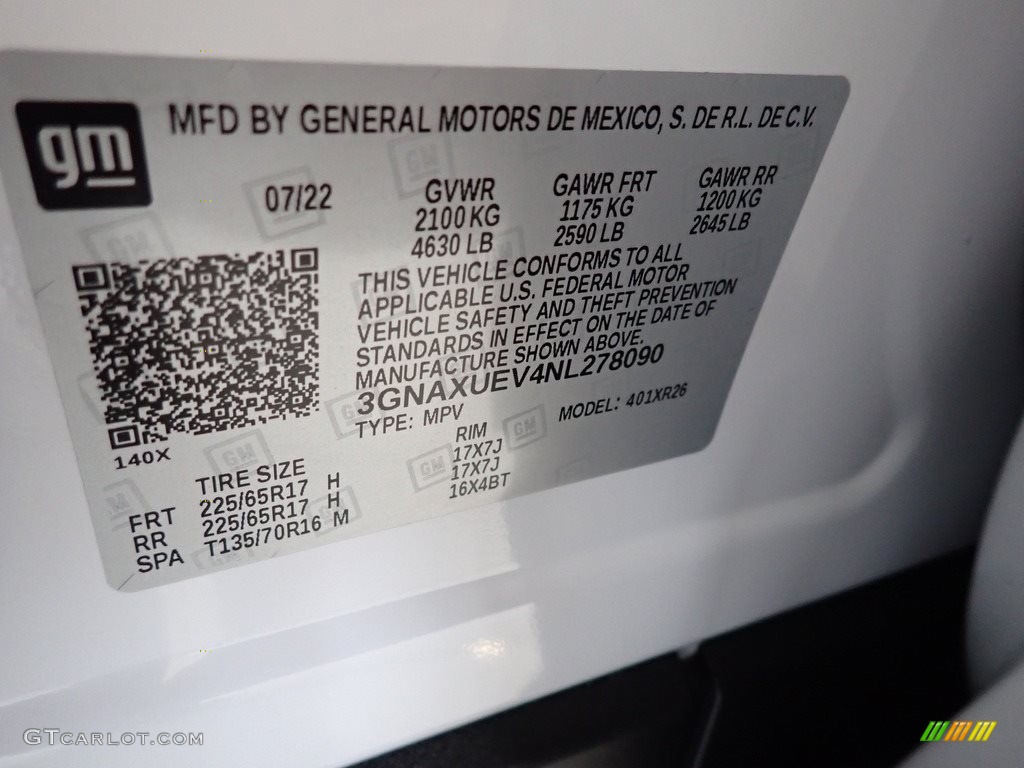 gm
MFD BY GENERAL MOTORS DE MEXICO, S. DE R.L. DE C.V.
07/22
GVWR
2100 KG
4630 LB
GAWR FRT
1175 KG
2590 LB
GAWR RR
1200 KG
2645 LB
THIS VEHICLE CONFORMS TO ALL
APPLICABLE U.S. FEDERAL MOTOR
VEHICLE SAFETY AND THEFT PREVENTION
STANDARDS IN EFFECT ON THE DATE OF
MANUFACTURE SHOWN ABOVE.
3GNAXUEV4NL278090
TYPE: MPV
MODEL: 401XR26
140X
TIRE SIZE RIM
FRT 225/65R17 H 17X7J
RR 225/65R17 H 17X7J
SPA T135/70R16 M 16X4BT
GTCARLOT.COM